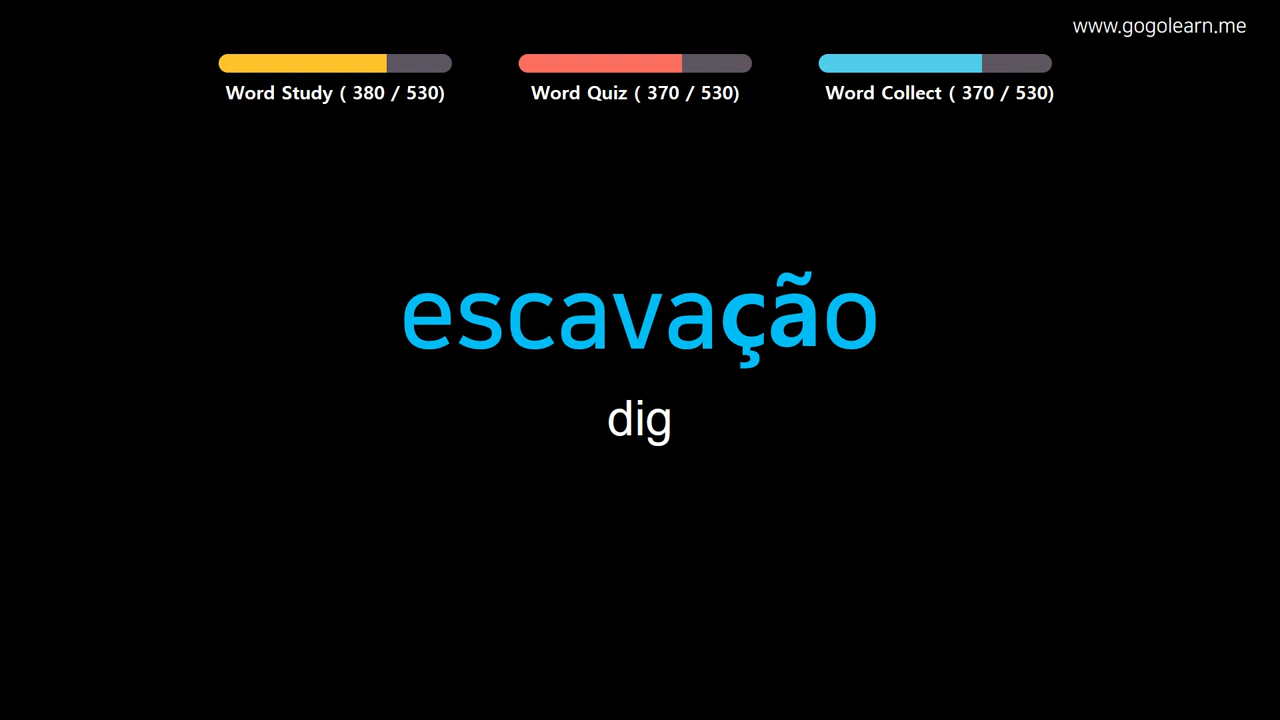 www.gogolearn.me
Word Study ( 380 / 530)
Word Quiz ( 370 / 530)
Word Collect ( 370 / 530)
escavação
dig